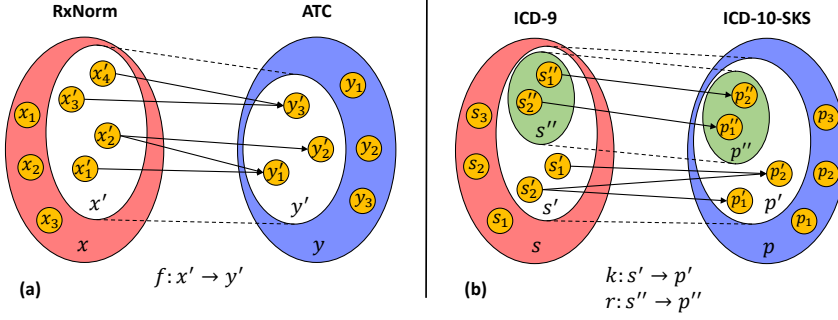 RxNorm
ATC
x₁
x₂
x₃
x′₄
x′₃
x′₂
x′₁
x′
x
y′₃
y′₂
y′₁
y′
y₁
y₂
y₃
y
f: x′ → y′
(a)
ICD-9
ICD-10-SKS
s₃
s₂
s₁
s″₁
s″₂
s″
s′₁
s′₂
s′
s
p″₂
p″₁
p″
p′₂
p′₁
p′
p₃
p₂
p₁
p
k: s′ → p′
r: s″ → p″
(b)